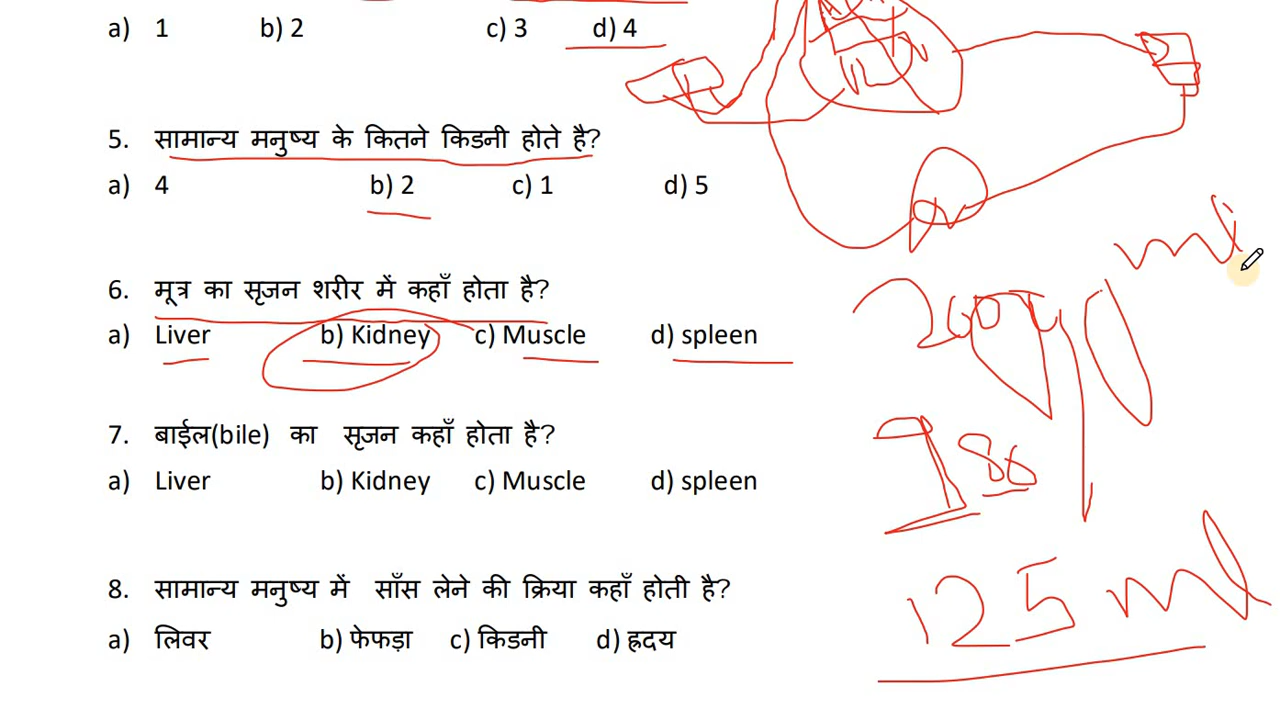 a) 1 b) 2 c) 3 d) 4
5. सामान्य मनुष्य के कितने किडनी होते है?
a) 4 b) 2 c) 1 d) 5
6. मूत्र का सृजन शरीर में कहाँ होता है?
a) Liver b) Kidney c) Muscle d) spleen
7. बाईल(bile) का सृजन कहाँ होता है?
a) Liver b) Kidney c) Muscle d) spleen
8. सामान्य मनुष्य में साँस लेने की क्रिया कहाँ होती है?
a) लिवर b) फेफड़ा c) किडनी d) ह्रदय
125 ml